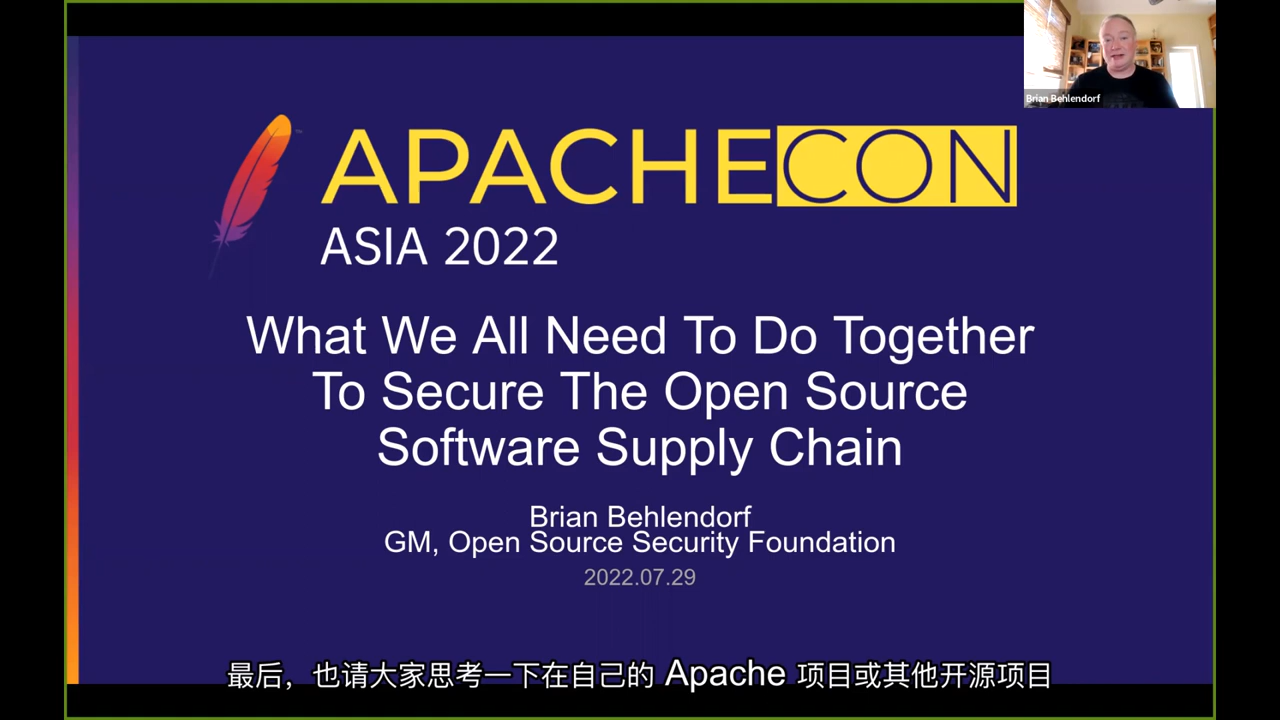 Brian Behlendorf
APACHECON
ASIA 2022
What We All Need To Do Together
To Secure The Open Source
Software Supply Chain
Brian Behlendorf
GM, Open Source Security Foundation
2022.07.29
最后，也请大家思考一下在自己的 Apache 项目或其他开源项目